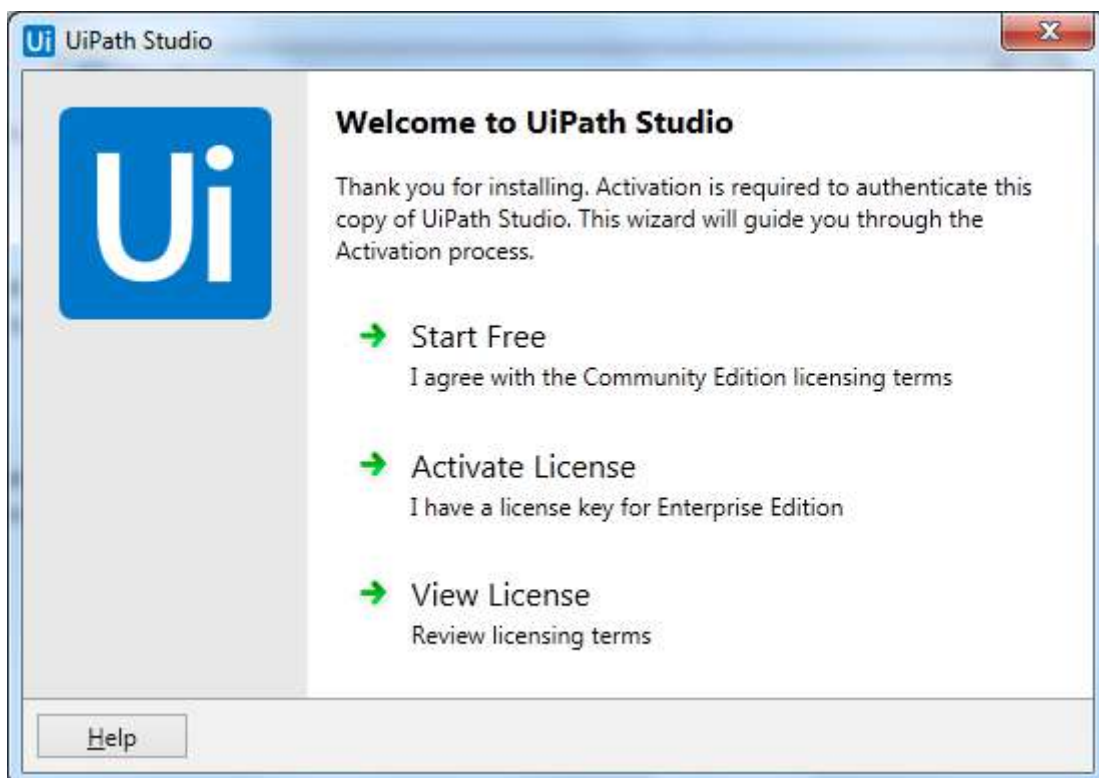 Ui UiPath Studio
X
Ui
Welcome to UiPath Studio
Thank you for installing. Activation is required to authenticate this
copy of UiPath Studio. This wizard will guide you through the
Activation process.
Start Free
I agree with the Community Edition licensing terms
Activate License
I have a license key for Enterprise Edition
View License
Review licensing terms
Help